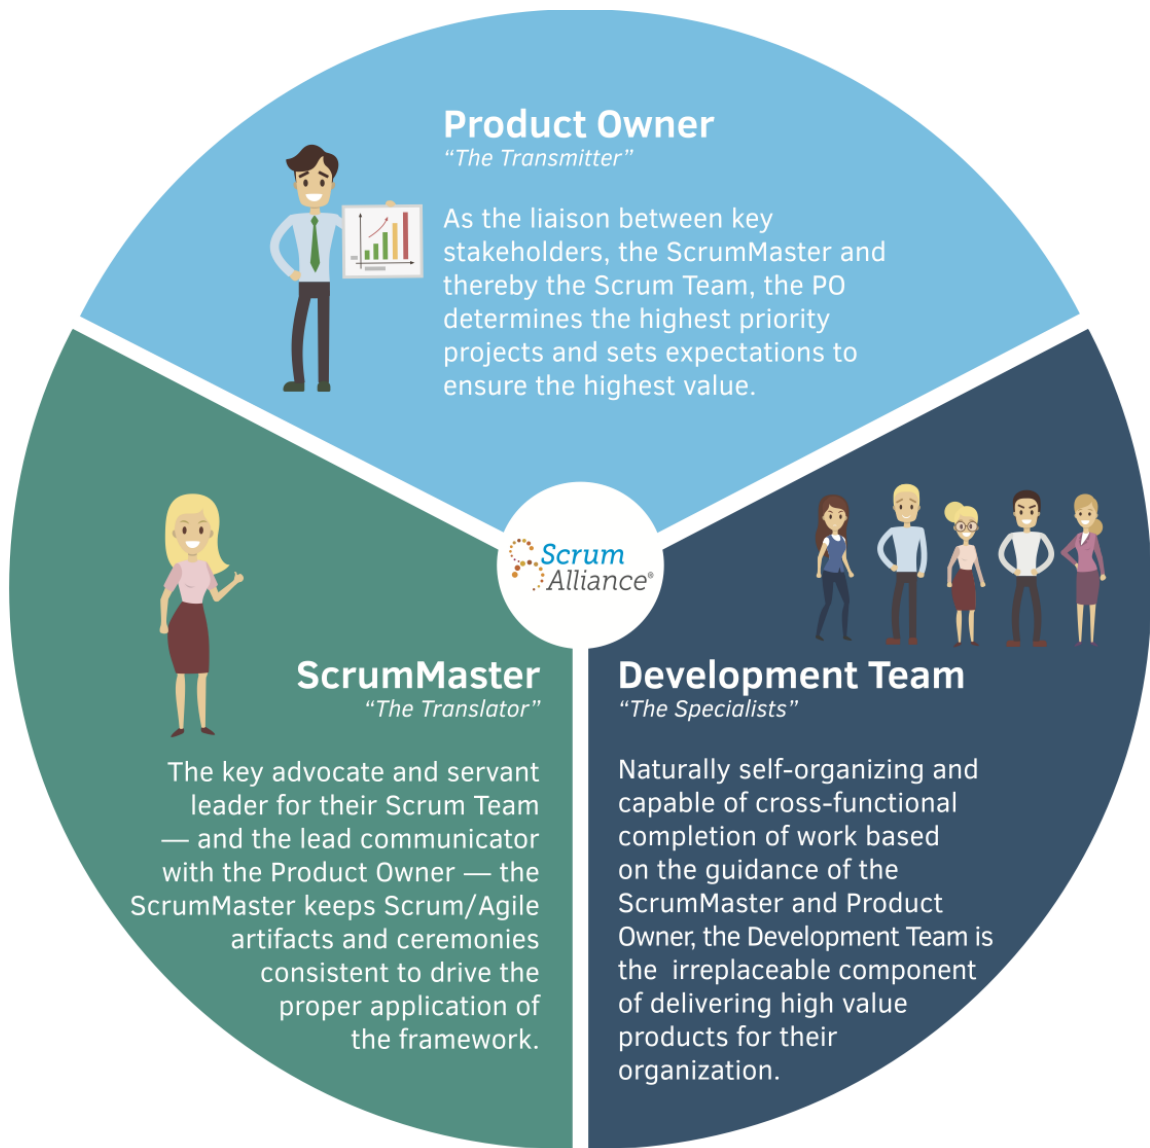 Product Owner
“The Transmitter”
As the liaison between key
stakeholders, the ScrumMaster and
thereby the Scrum Team, the PO
determines the highest priority
projects and sets expectations to
ensure the highest value.
Scrum
Alliance®
ScrumMaster
“The Translator”
The key advocate and servant
leader for their Scrum Team
— and the lead communicator
with the Product Owner — the
ScrumMaster keeps Scrum/Agile
artifacts and ceremonies
consistent to drive the
proper application of
the framework.
Development Team
“The Specialists”
Naturally self-organizing and
capable of cross-functional
completion of work based
on the guidance of the
ScrumMaster and Product
Owner, the Development Team is
the irreplaceable component
of delivering high value
products for their
organization.